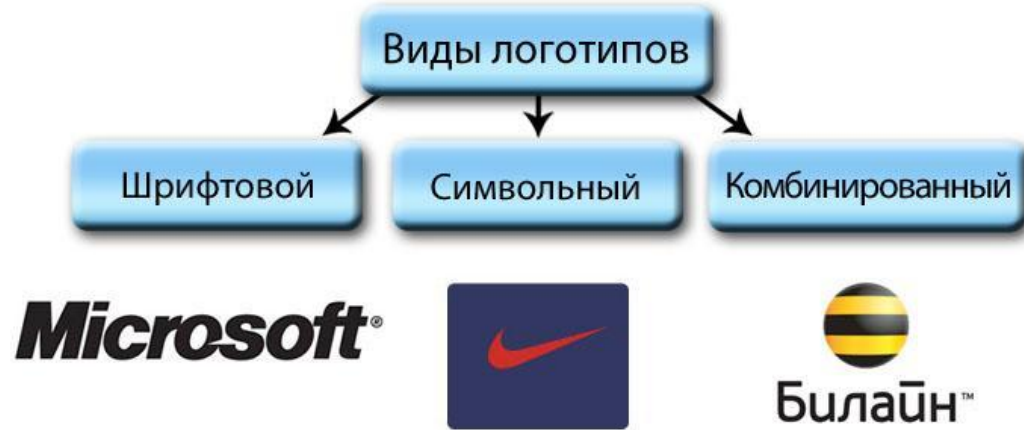 Виды логотипов
Шрифтовой
Символьный
Комбинированный
Microsoft®
Билайн™